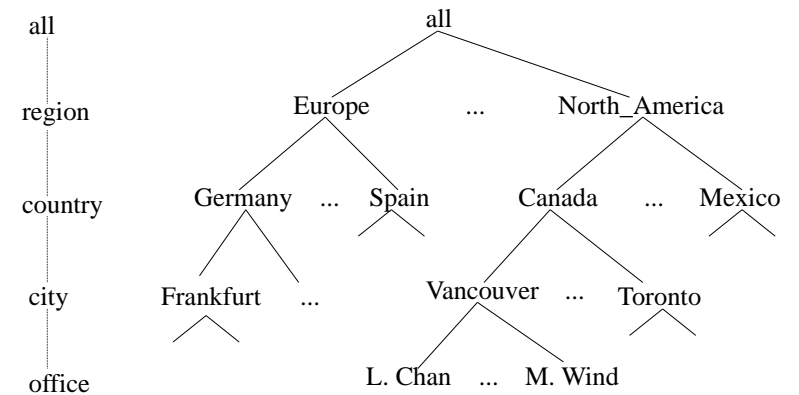 all all
region Europe ... North_America
country Germany ... Spain Canada ... Mexico
city Frankfurt ... Vancouver ... Toronto
office L. Chan ... M. Wind